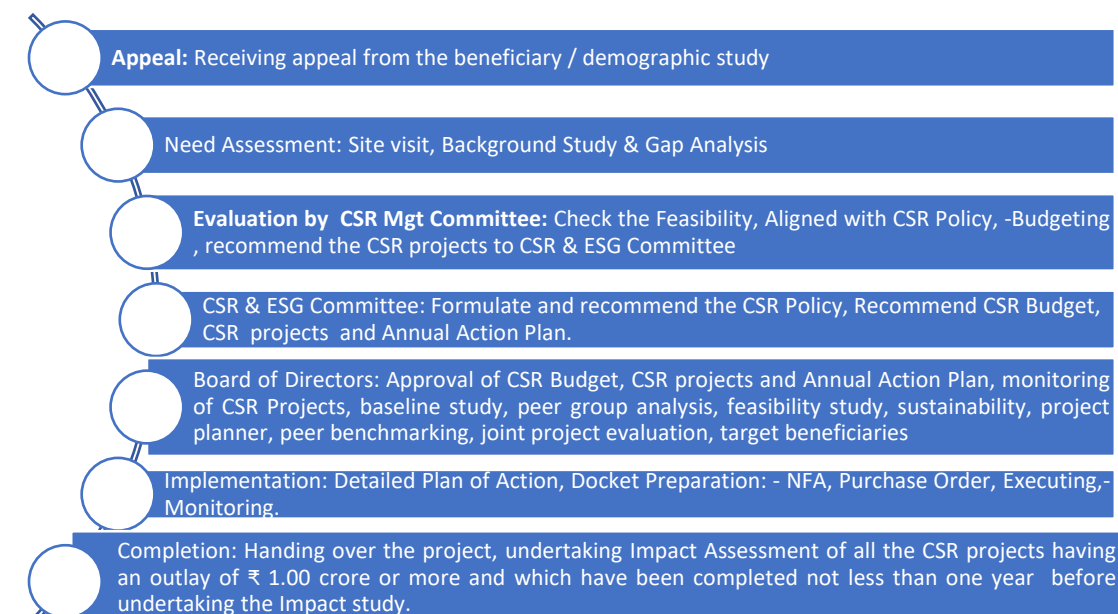 Appeal: Receiving appeal from the beneficiary / demographic study
Need Assessment: Site visit, Background Study & Gap Analysis
Evaluation by CSR Mgt Committee: Check the Feasibility, Aligned with CSR Policy, -Budgeting
, recommend the CSR projects to CSR & ESG Committee
CSR & ESG Committee: Formulate and recommend the CSR Policy, Recommend CSR Budget,
CSR projects and Annual Action Plan.
Board of Directors: Approval of CSR Budget, CSR projects and Annual Action Plan, monitoring
of CSR Projects, baseline study, peer group analysis, feasibility study, sustainability, project
planner, peer benchmarking, joint project evaluation, target beneficiaries
Implementation: Detailed Plan of Action, Docket Preparation: - NFA, Purchase Order, Executing,-
Monitoring.
Completion: Handing over the project, undertaking Impact Assessment of all the CSR projects having
an outlay of ₹ 1.00 crore or more and which have been completed not less than one year before
undertaking the Impact study.